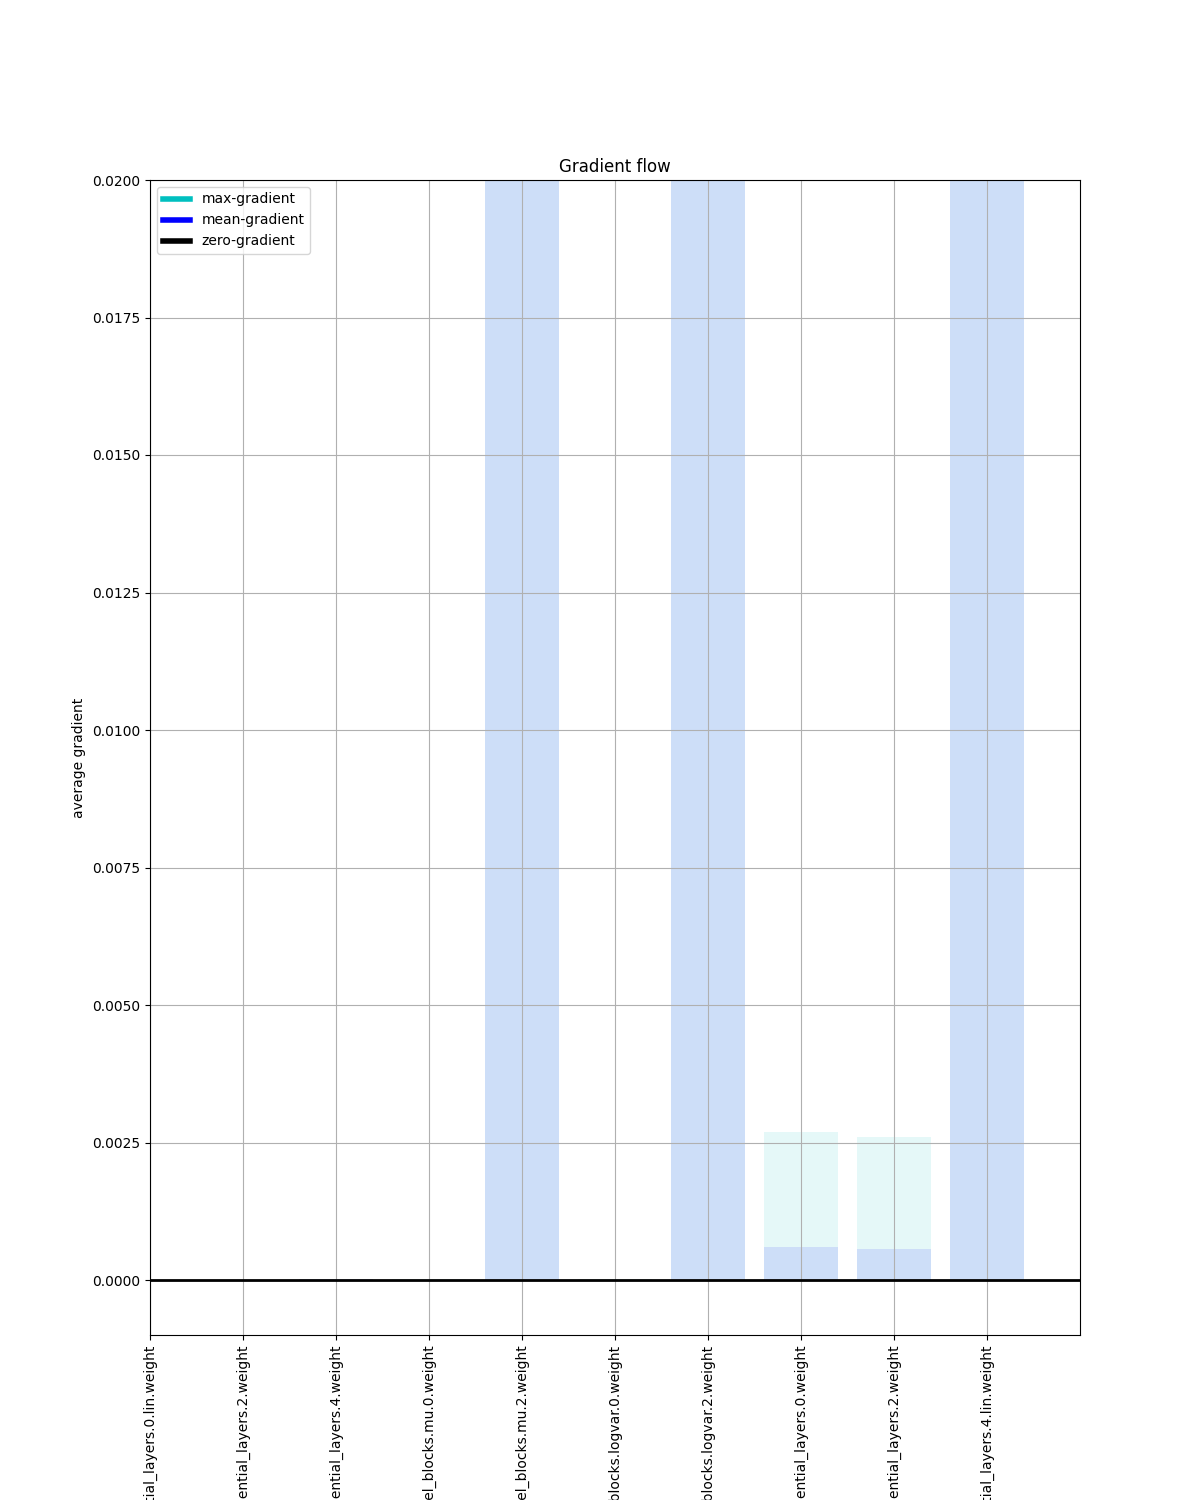 Gradient flow
max-gradient
mean-gradient
zero-gradient
average gradient
0.0200
0.0175
0.0150
0.0125
0.0100
0.0075
0.0050
0.0025
0.0000
tial_layers.0.lin.weight
ential_layers.2.weight
ential_layers.4.weight
el_blocks.mu.0.weight
el_blocks.mu.2.weight
blocks.logvar.0.weight
blocks.logvar.2.weight
ential_layers.0.weight
ential_layers.2.weight
tial_layers.4.lin.weight